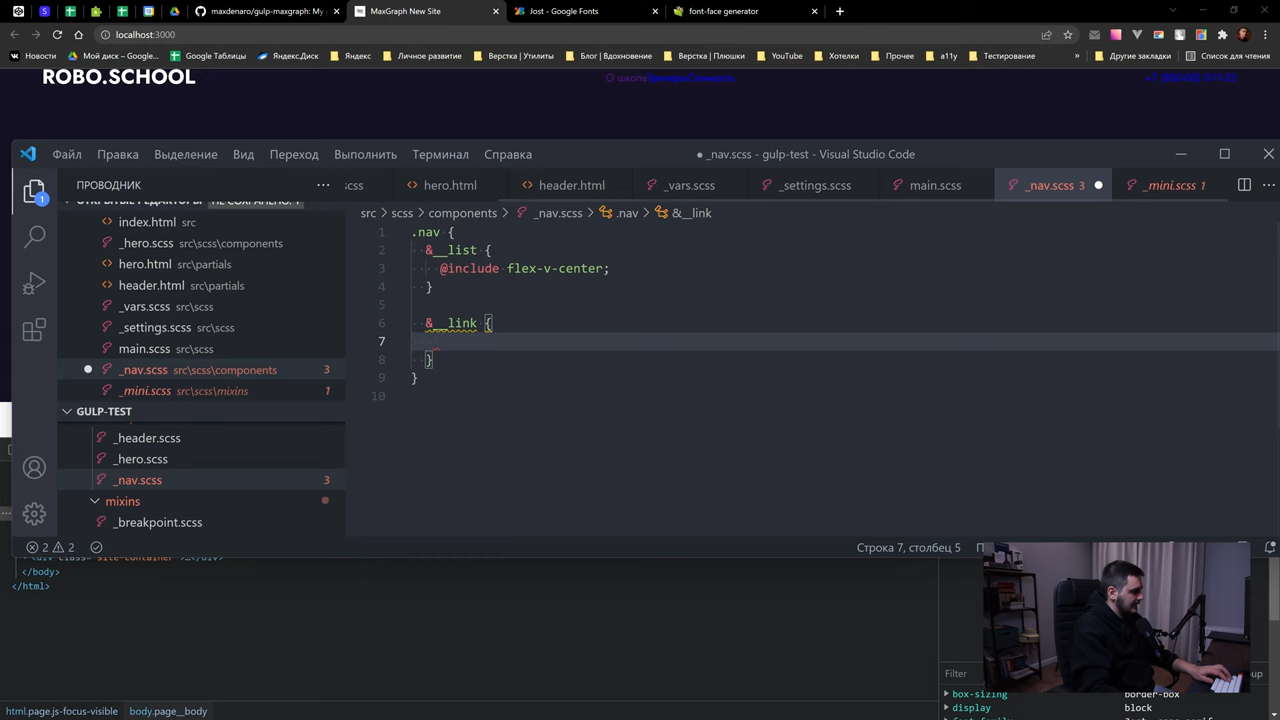 maxdenaro/gulp-maxgraph: My p
MaxGraph New Site
Jost - Google Fonts
font-face generator
localhost:3000
Новости
Мой диск – Google...
Google Таблицы
Яндекс.Диск
Яндекс
Личное развитие
Верстка | Утилиты
Блог | Вдохновение
Верстка | Плюшки
YouTube
Хотелки
Прочее
a11y
Тестирование
»
Другие закладки
Список для чтения
ROBO.SCHOOL
О школе
Файл Правка Выделение Вид Переход Выполнить Терминал Справка
● _nav.scss - gulp-test - Visual Studio Code
ПРОВОДНИК
scss
hero.html
header.html
_vars.scss
_settings.scss
main.scss
_nav.scss 3
_mini.scss 1
src > scss > components > _nav.scss > .nav > &__link
index.html src
_hero.scss src\scss\components
hero.html src\partials
header.html src\partials
_vars.scss src\scss
_settings.scss src\scss
main.scss src\scss
_nav.scss src\scss\components 3
_mini.scss src\scss\mixins 1
GULP-TEST
_header.scss
_hero.scss
_nav.scss 3
mixins
_breakpoint.scss
1 .nav {
2 &__list {
3 @include flex-v-center;
4 }
5
6 &__link {
7
8 }
9 }
10
2 2
Строка 7, столбец 5
</body>
</html>
html.page.js-focus-visible body.page__body
Filter
box-sizing border-box
display block